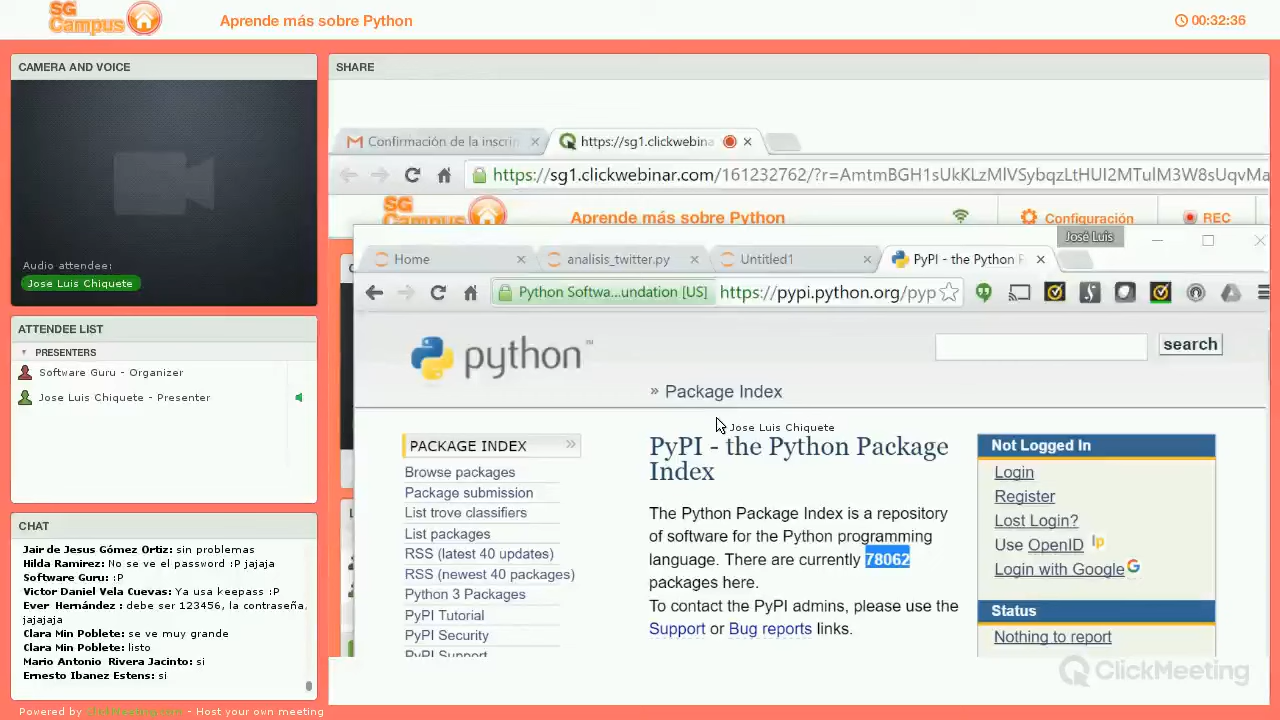 SG
Campus
Aprende más sobre Python
00:32:36
CAMERA AND VOICE
Audio attendee:
Jose Luis Chiquete
ATTENDEE LIST
PRESENTERS
Software Guru - Organizer
Jose Luis Chiquete - Presenter
CHAT
Jair de Jesus Gómez Ortiz: sin problemas
Hilda Ramirez: No se ve el pasyord :P jajaja
Software Guru: :P
Victor Daniel Vela Cuevas: Ya usa keepass :P
Ever Hernández : debe ser 123456, la contraseña,
jajajaja
Clara Min Poblete: se ve muy grande
Clara Min Poblete: listo
Mario Antonio Rivera Jacinto: si
Ernesto Ibanez Estens: si
Powered by ClickMeeting.com - Host your own meeting
SHARE
Confirmación de la inscrin
https://sg1.clickwebina
https://sg1.clickwebinar.com/161232762/?r=AmtmBGH1sUkKLzMlVSybqzLtHUI2MTulM3W8sUqvMa
SG
Campus
Aprende más sobre Python
Configuración
REC
José Luis
Home
analisis_twitter.py
Untitled1
PyPI - the Python P
Python Softwa...undation [US]
https://pypi.python.org/pyp
python™
search
» Package Index
Jose Luis Chiquete
PACKAGE INDEX »
Browse packages
Package submission
List trove classifiers
List packages
RSS (latest 40 updates)
RSS (newest 40 packages)
Python 3 Packages
PyPI Tutorial
PyPI Security
PyPI Support
PyPI - the Python Package
Index
The Python Package Index is a repository
of software for the Python programming
language. There are currently 78062
packages here.
To contact the PyPI admins, please use the
Support or Bug reports links.
Not Logged In
Login
Register
Lost Login?
Use OpenID lp
Login with Google G
Status
Nothing to report
ClickMeeting